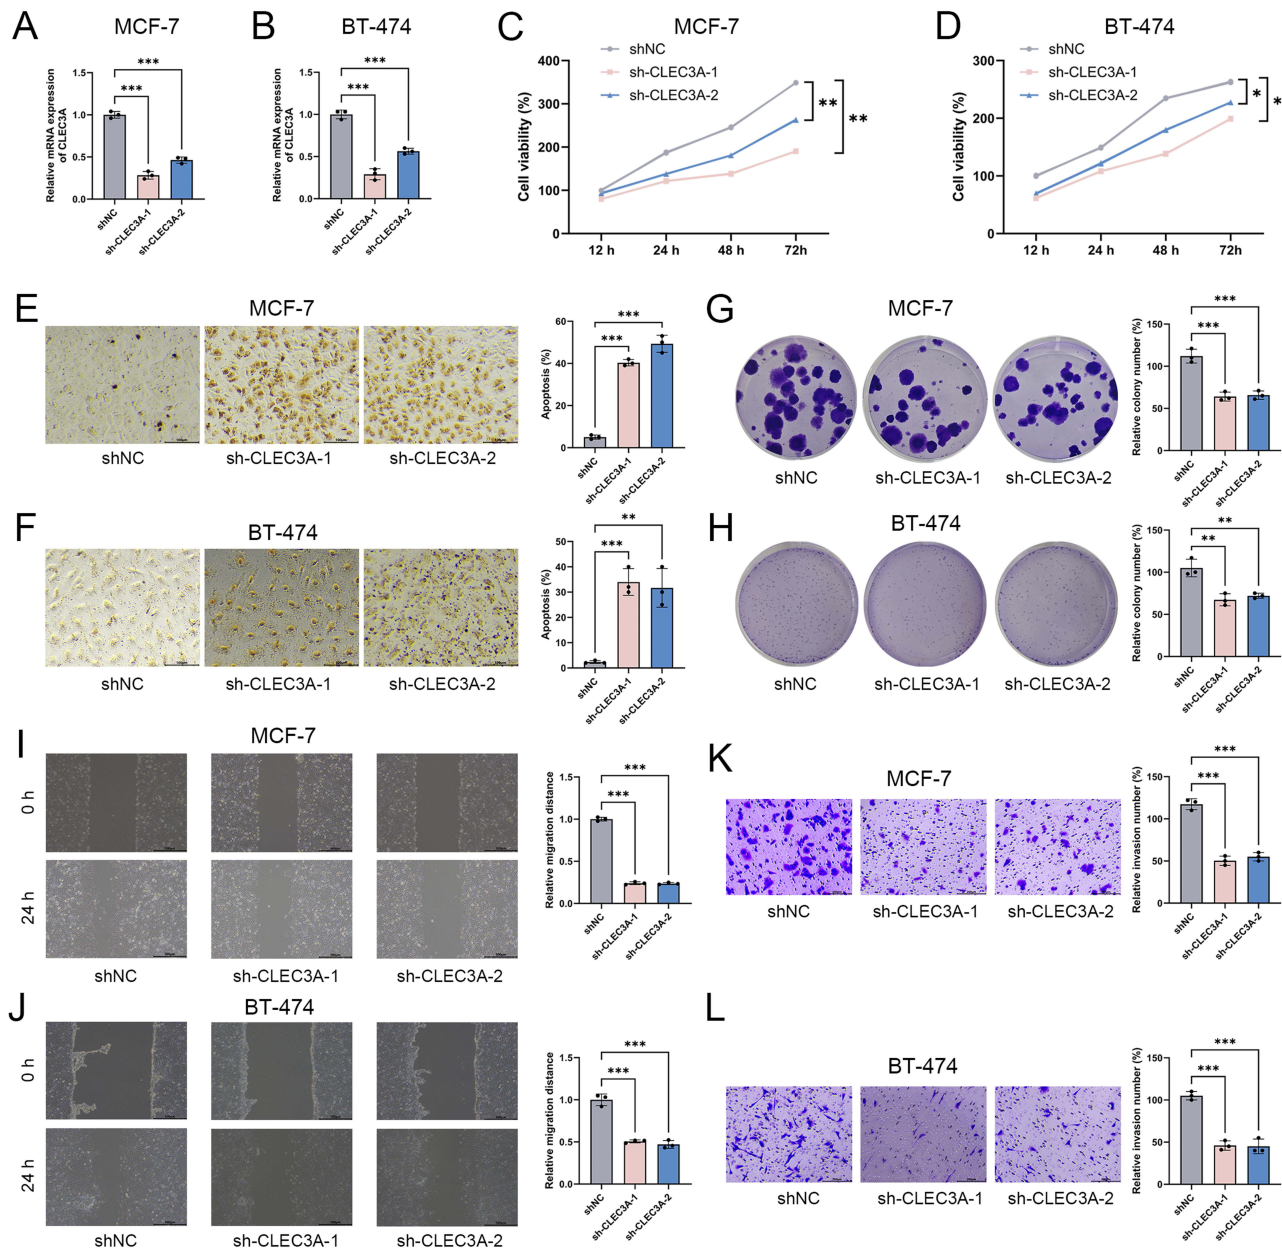 A
MCF-7
Relative mRNA expression
of CLEC3A
1.5
1.0
0.5
0.0
***
***
shNC
sh-CLEC3A-1
sh-CLEC3A-2
B
BT-474
Relative mRNA expression
of CLEC3A
1.5
1.0
0.5
0.0
***
***
shNC
sh-CLEC3A-1
sh-CLEC3A-2
C
MCF-7
shNC
sh-CLEC3A-1
sh-CLEC3A-2
Cell viability (%)
400
300
200
100
0
12 h 24 h 48 h 72h
**
**
D
BT-474
shNC
sh-CLEC3A-1
sh-CLEC3A-2
Cell viability (%)
300
200
100
0
12 h 24 h 48 h 72h
*
*
E
MCF-7
shNC sh-CLEC3A-1 sh-CLEC3A-2
Apoptosis (%)
60
40
20
0
***
***
shNC
sh-CLEC3A-1
sh-CLEC3A-2
G
MCF-7
shNC sh-CLEC3A-1 sh-CLEC3A-2
Relative colony number (%)
150
100
50
0
***
***
shNC
sh-CLEC3A-1
sh-CLEC3A-2
F
BT-474
shNC sh-CLEC3A-1 sh-CLEC3A-2
Apoptosis (%)
50
40
30
20
10
0
**
***
shNC
sh-CLEC3A-1
sh-CLEC3A-2
H
BT-474
shNC sh-CLEC3A-1 sh-CLEC3A-2
Relative colony number (%)
150
100
50
0
**
**
shNC
sh-CLEC3A-1
sh-CLEC3A-2
I
MCF-7
0 h
24 h
shNC sh-CLEC3A-1 sh-CLEC3A-2
Relative migration distance
1.5
1.0
0.5
0.0
***
***
shNC
sh-CLEC3A-1
sh-CLEC3A-2
K
MCF-7
shNC sh-CLEC3A-1 sh-CLEC3A-2
Relative invasion number (%)
150
100
50
0
***
***
shNC
sh-CLEC3A-1
sh-CLEC3A-2
J
BT-474
0 h
24 h
shNC sh-CLEC3A-1 sh-CLEC3A-2
Relative migration distance
1.5
1.0
0.5
0.0
***
***
shNC
sh-CLEC3A-1
sh-CLEC3A-2
L
BT-474
shNC sh-CLEC3A-1 sh-CLEC3A-2
Relative invasion number (%)
150
100
50
0
***
***
shNC
sh-CLEC3A-1
sh-CLEC3A-2